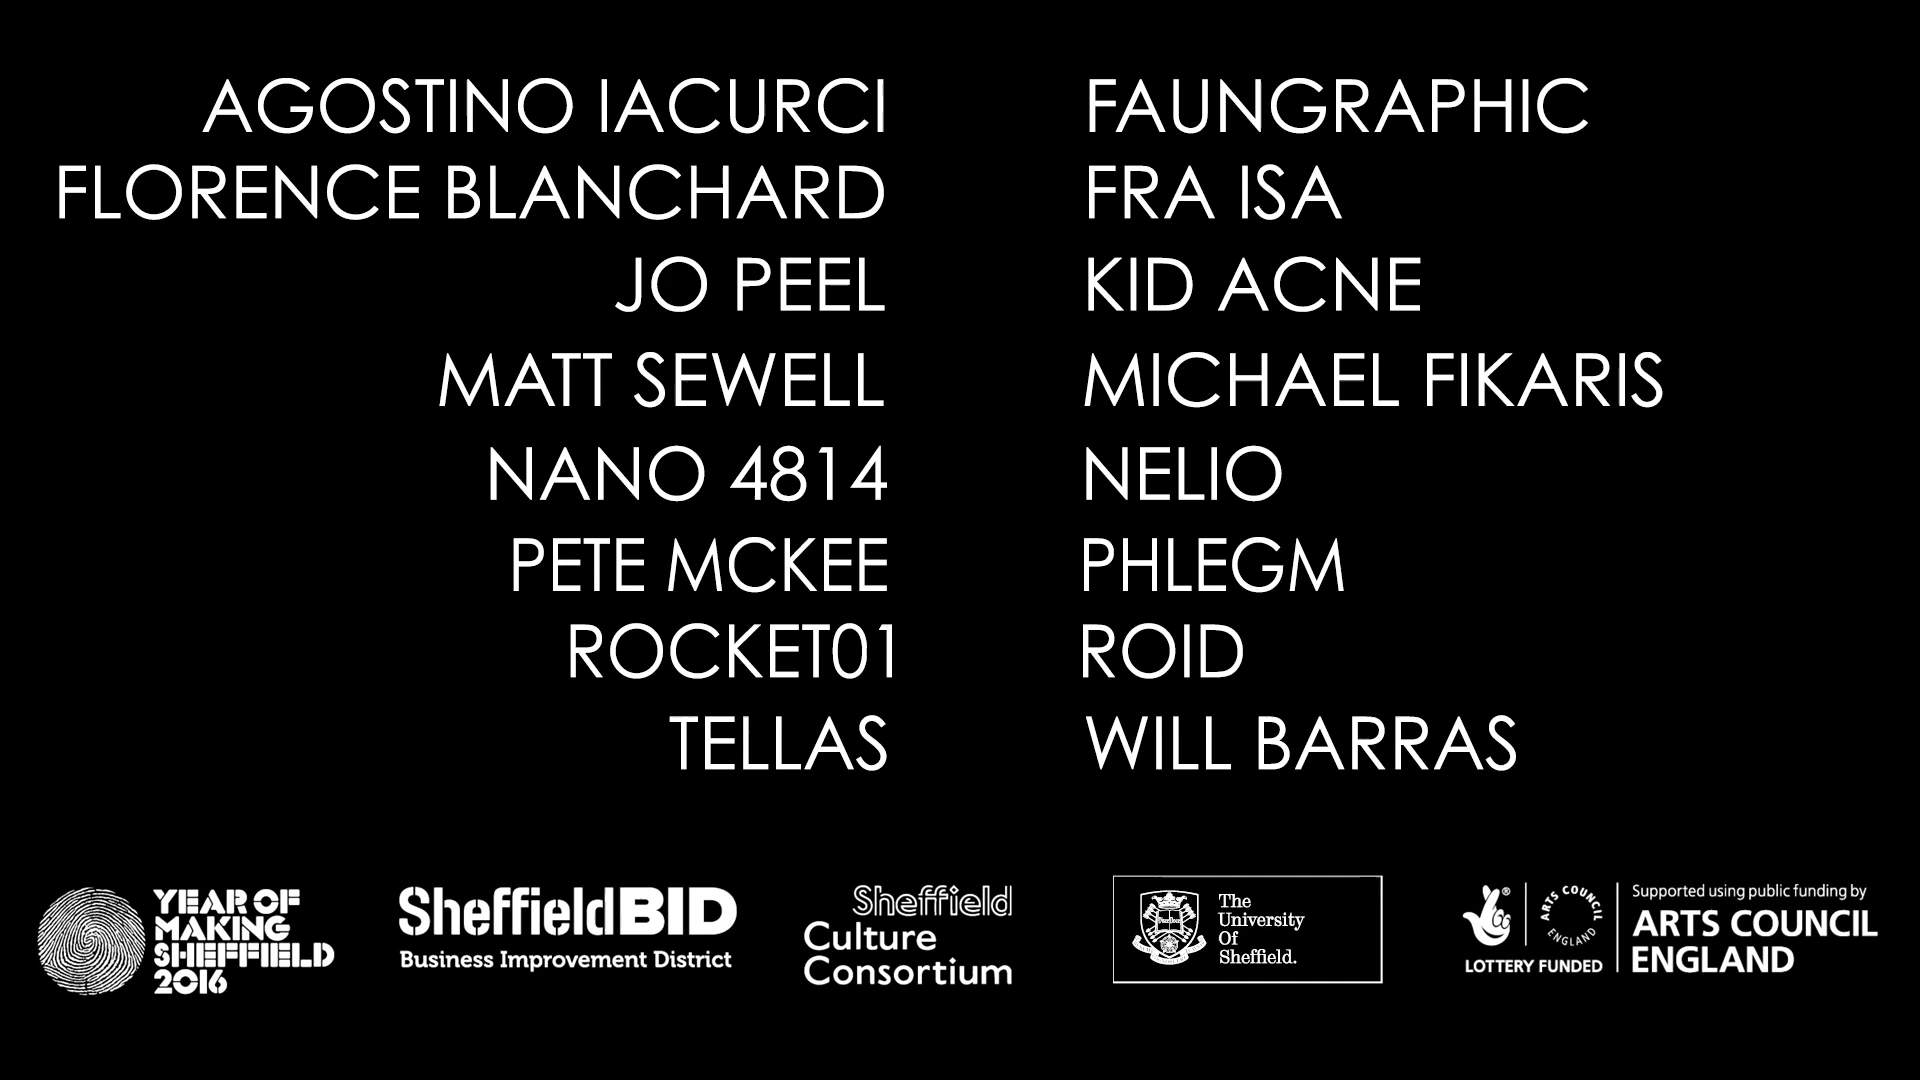 AGOSTINO IACURCI
FAUNGRAPHIC
FLORENCE BLANCHARD
FRA ISA
JO PEEL
KID ACNE
MATT SEWELL
MICHAEL FIKARIS
NANO 4814
NELIO
PETE MCKEE
PHLEGM
ROCKET01
ROID
TELLAS
WILL BARRAS
YEAR OF
MAKING
SHEFFIELD
2016
SheffieldBID
Business Improvement District
Sheffield
Culture
Consortium
The
University
Of
Sheffield.
LOTTERY FUNDED
ARTS COUNCIL
ENGLAND
Supported using public funding by
ARTS COUNCIL
ENGLAND